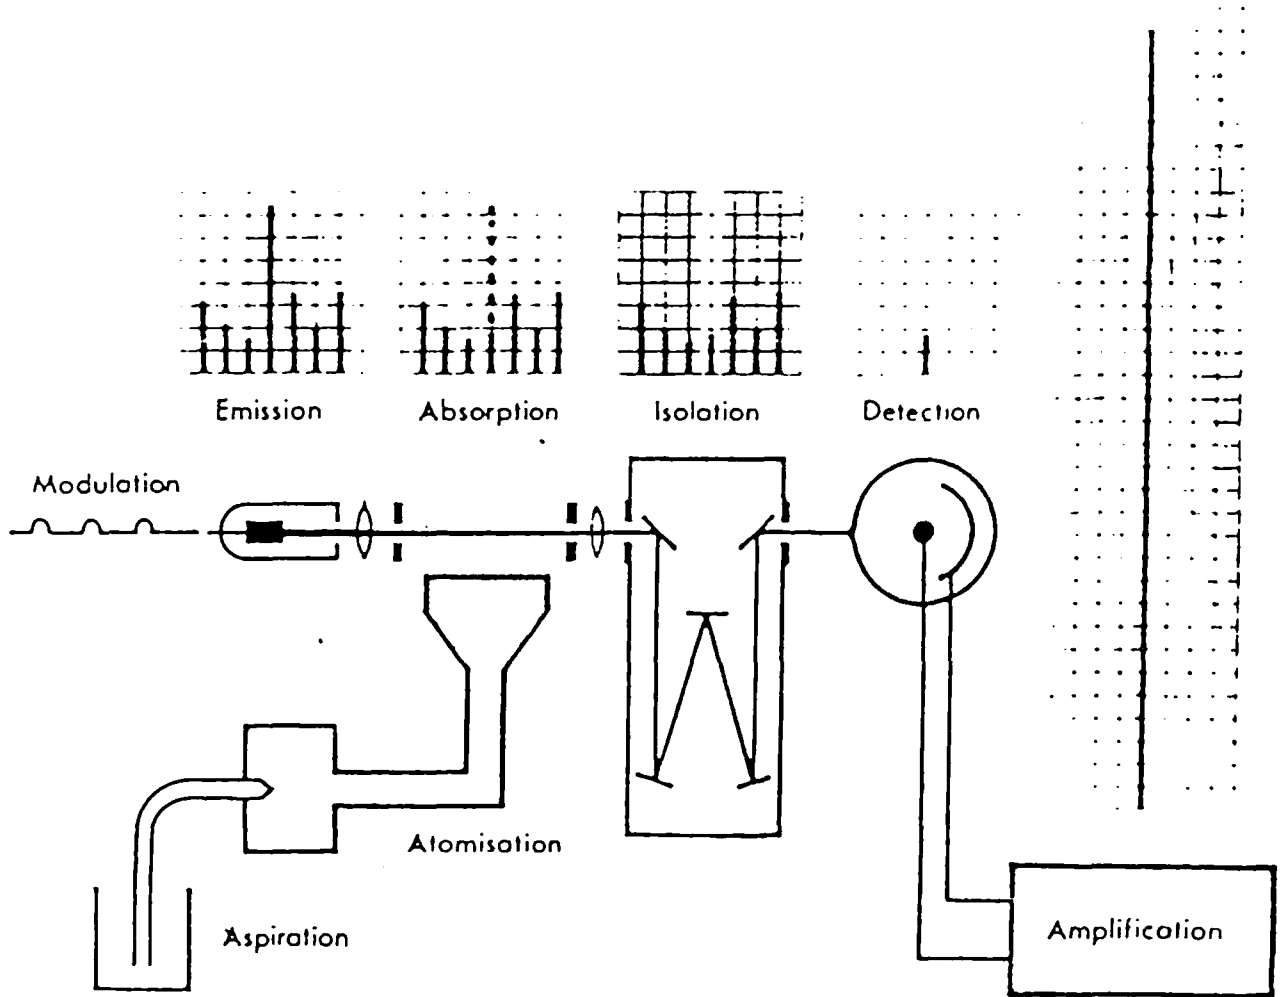 Emission
Absorption
Isolation
Detection
Modulation
Atomisation
Aspiration
Amplification